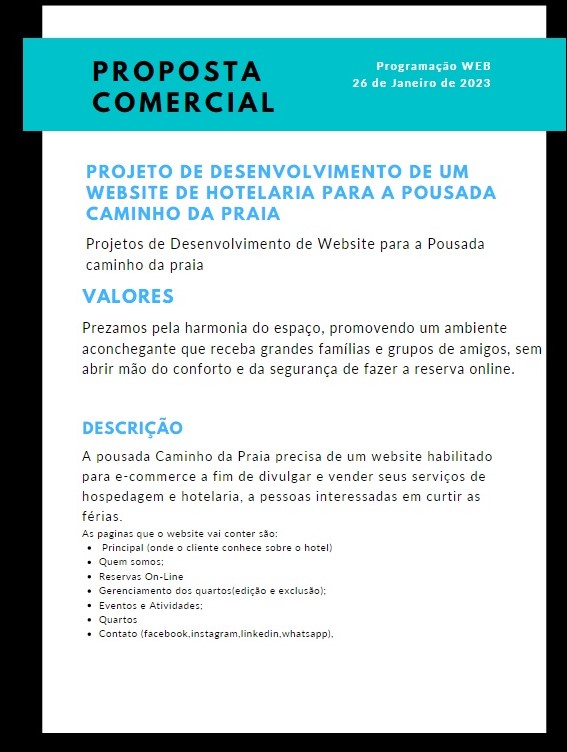 PROPOSTA
COMERCIAL
Programação WEB
26 de Janeiro de 2023
PROJETO DE DESENVOLVIMENTO DE UM
WEBSITE DE HOTELARIA PARA A POUSADA
CAMINHO DA PRAIA
Projetos de Desenvolvimento de Website para a Pousada
caminho da praia
VALORES
Prezamos pela harmonia do espaço, promovendo um ambiente
aconchegante que receba grandes famílias e grupos de amigos, sem
abrir mão do conforto e da segurança de fazer a reserva online.
DESCRIÇÃO
A pousada Caminho da Praia precisa de um website habilitado
para e-commerce a fim de divulgar e vender seus serviços de
hospedagem e hotelaria, a pessoas interessadas em curtir as
férias.
As paginas que o website vai conter são:
• Principal (onde o cliente conhece sobre o hotel)
• Quem somos;
• Reservas On-Line
• Gerenciamento dos quartos(edição e exclusão);
• Eventos e Atividades;
• Quartos
• Contato (facebook,instagram,linkedin,whatsapp),